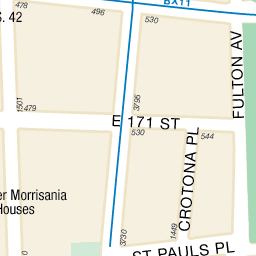 478
BX11
S. 42
496
530
FULTON AV
1501
479
3795
E 171 ST
530
544
CROTONA PL
er Morrisania
Houses
3730
1449
ST PAULS PL